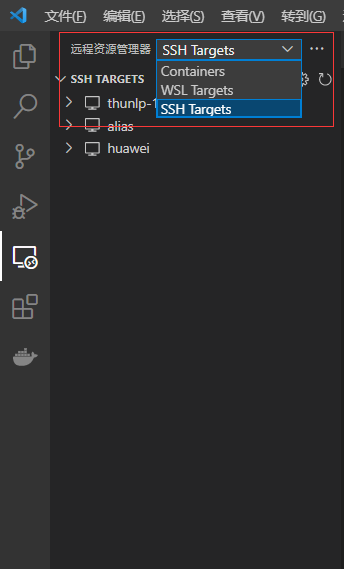 文件(F) 编辑(E) 选择(S) 查看(V) 转到(G)
远程资源管理器 SSH Targets
Containers
SSH TARGETS
WSL Targets
thunlp-1
SSH Targets
alias
huawei